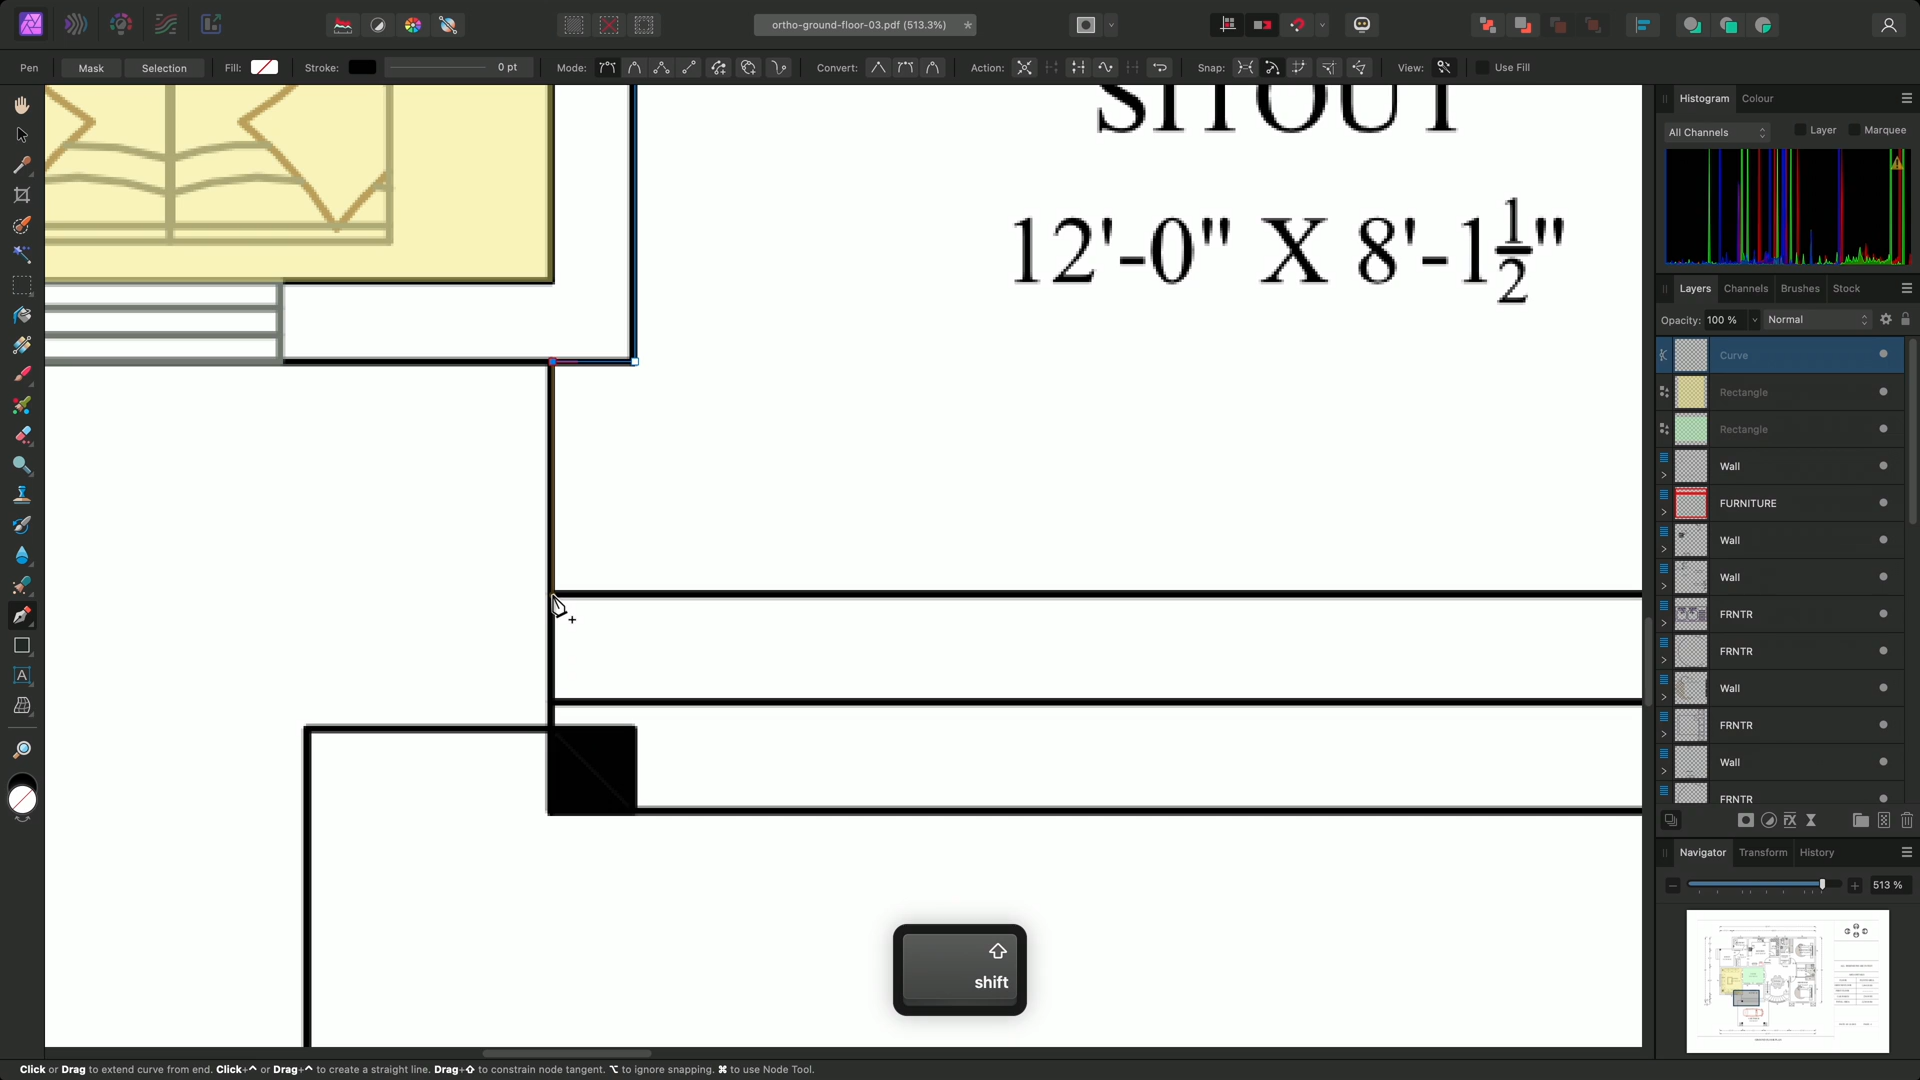 ortho-ground-floor-03.pdf (513.3%)
Pen
Mask
Selection
Fill:
Stroke:
0 pt
Mode:
Convert:
Action:
Snap:
View:
Use Fill
SITOUT
12'-0" X 8'-1 1/2"
shift
Histogram
Colour
All Channels
Layer
Marquee
Layers
Channels
Brushes
Stock
Opacity:
100 %
Normal
Curve
Rectangle
Rectangle
Wall
FURNITURE
Wall
Wall
FRNTR
FRNTR
Wall
FRNTR
Wall
FRNTR
Navigator
Transform
History
513 %
Click or Drag to extend curve from end. Click+^ or Drag+^ to create a straight line. Drag+⇧ to constrain node tangent. ⌥ to ignore snapping. ⌘ to use Node Tool.